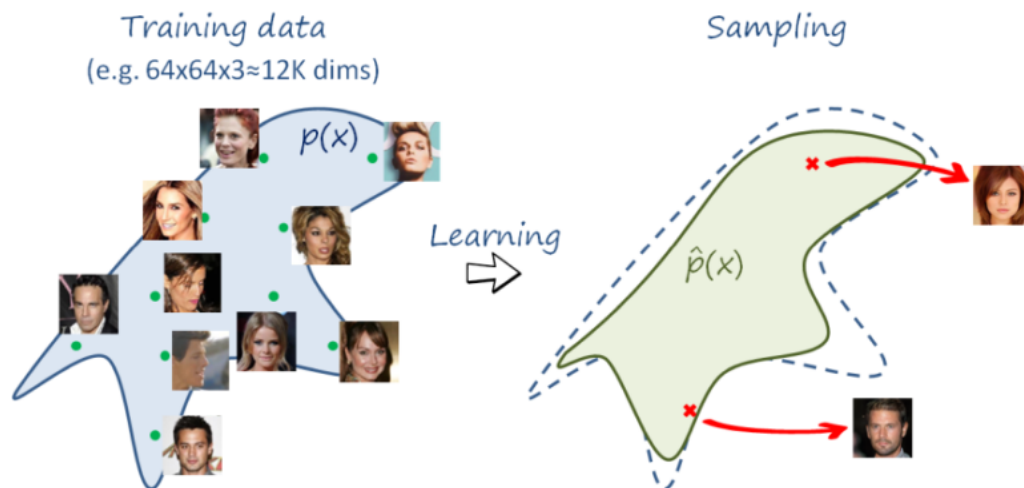 Training data
(e.g. 64x64x3≈12K dims)
p(x)
Learning
Sampling
p̂(x)